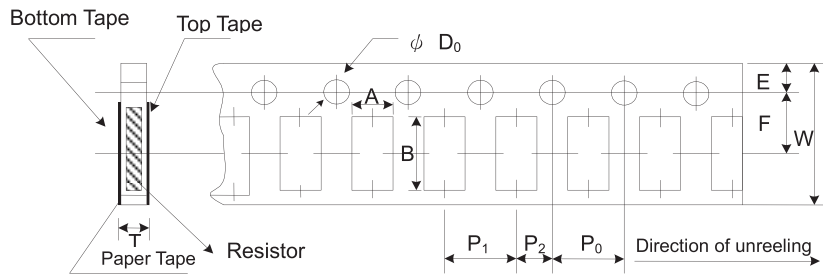 Bottom Tape
Top Tape
ϕ D₀
E
A
F
W
B
T
Paper Tape
Resistor
P₁
P₂
P₀
Direction of unreeling